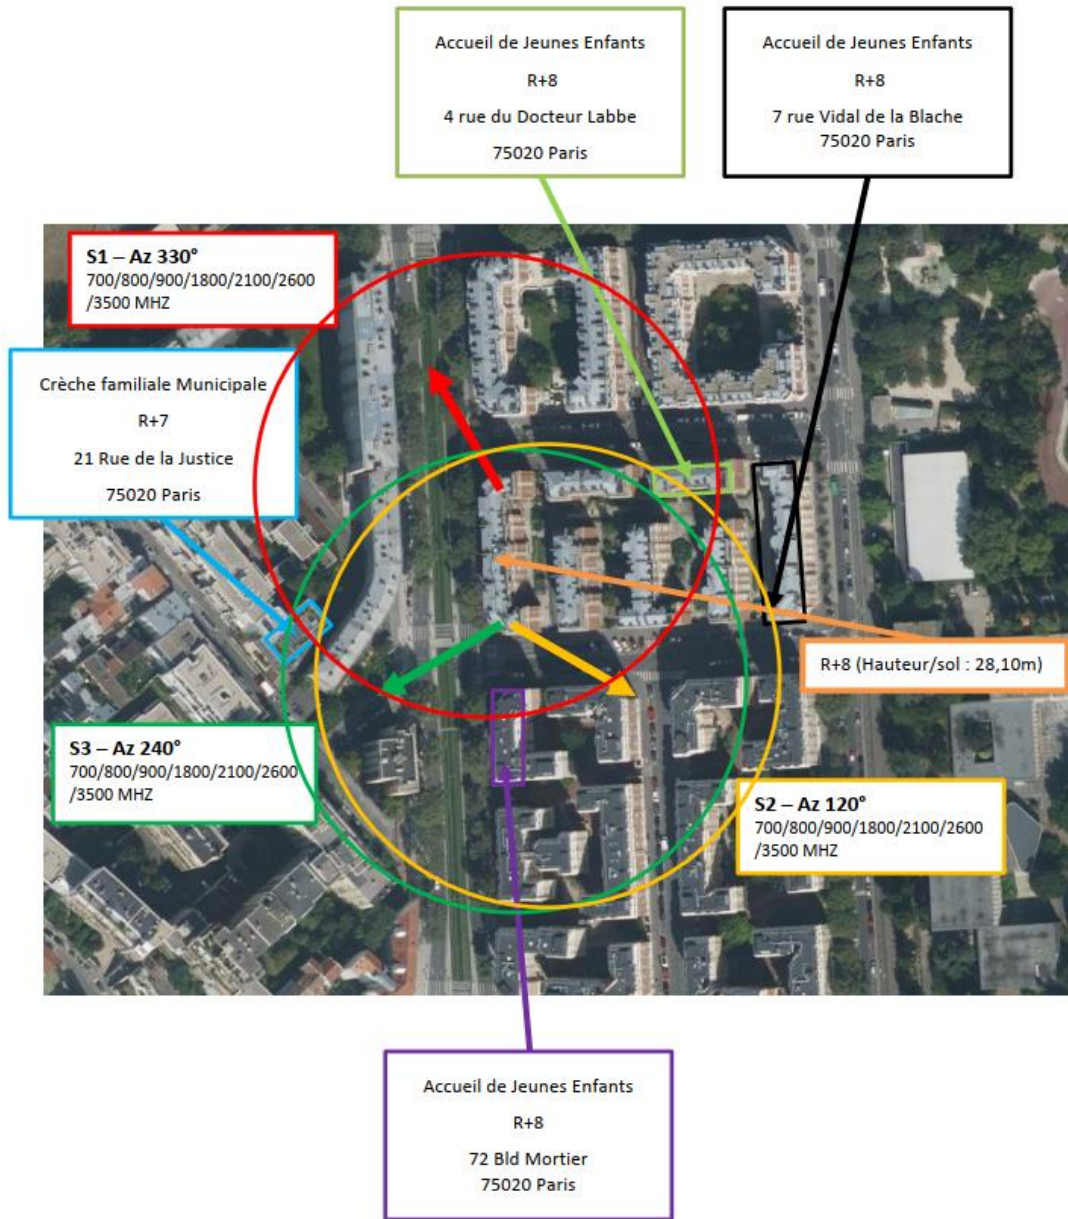 Accueil de Jeunes Enfants
R+8
4 rue du Docteur Labbe
75020 Paris
Accueil de Jeunes Enfants
R+8
7 rue Vidal de la Blache
75020 Paris
S1 – Az 330°
700/800/900/1800/2100/2600
/3500 MHZ
Crèche familiale Municipale
R+7
21 Rue de la Justice
75020 Paris
R+8 (Hauteur/sol : 28,10m)
S3 – Az 240°
700/800/900/1800/2100/2600
/3500 MHZ
S2 – Az 120°
700/800/900/1800/2100/2600
/3500 MHZ
Accueil de Jeunes Enfants
R+8
72 Bld Mortier
75020 Paris